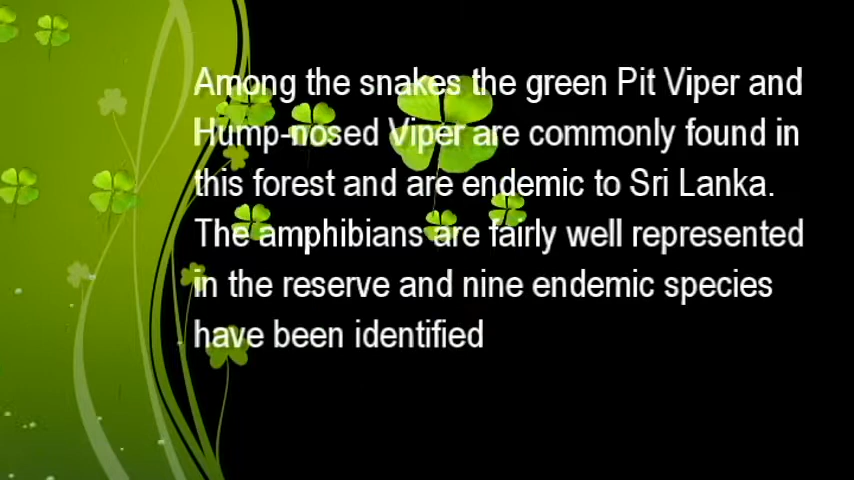 Among the snakes the green Pit Viper and
Hump-nosed Viper are commonly found in
this forest and are endemic to Sri Lanka.
The amphibians are fairly well represented
in the reserve and nine endemic species
have been identified